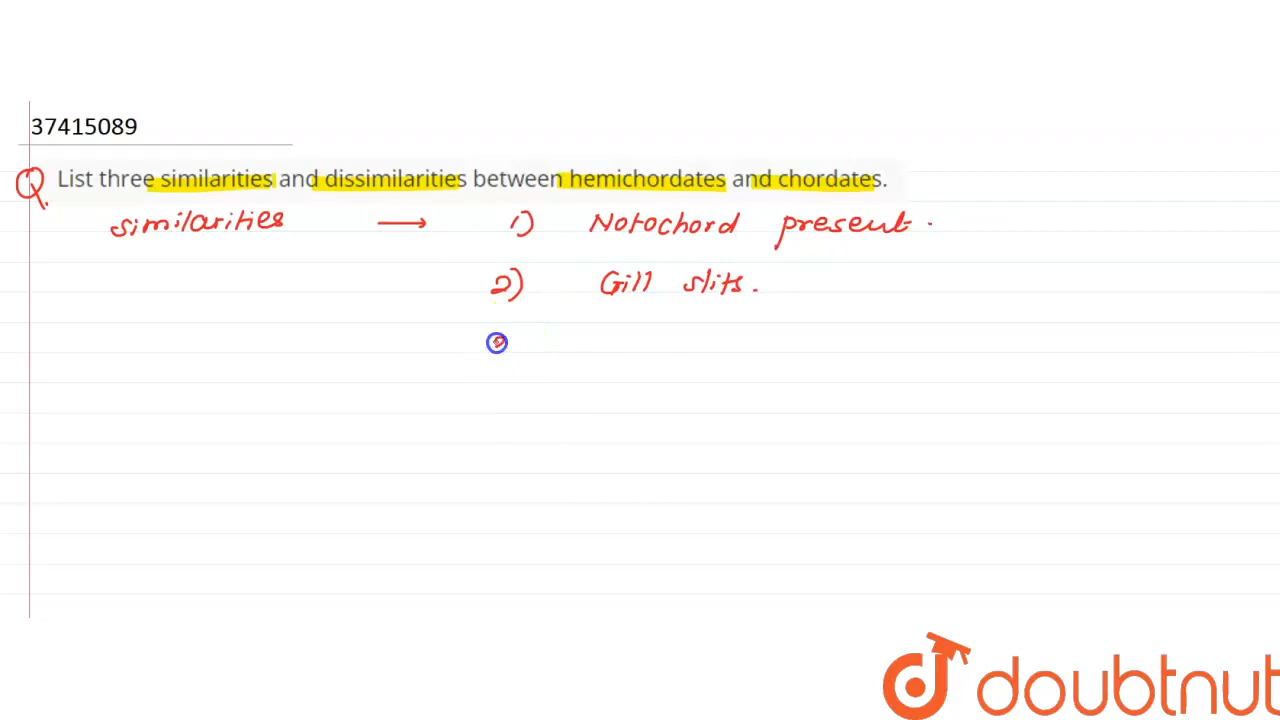 37415089
Q. List three similarities and dissimilarities between hemichordates and chordates.
similarities → 1) Notochord present.
2) Gill slits.
doubtnut